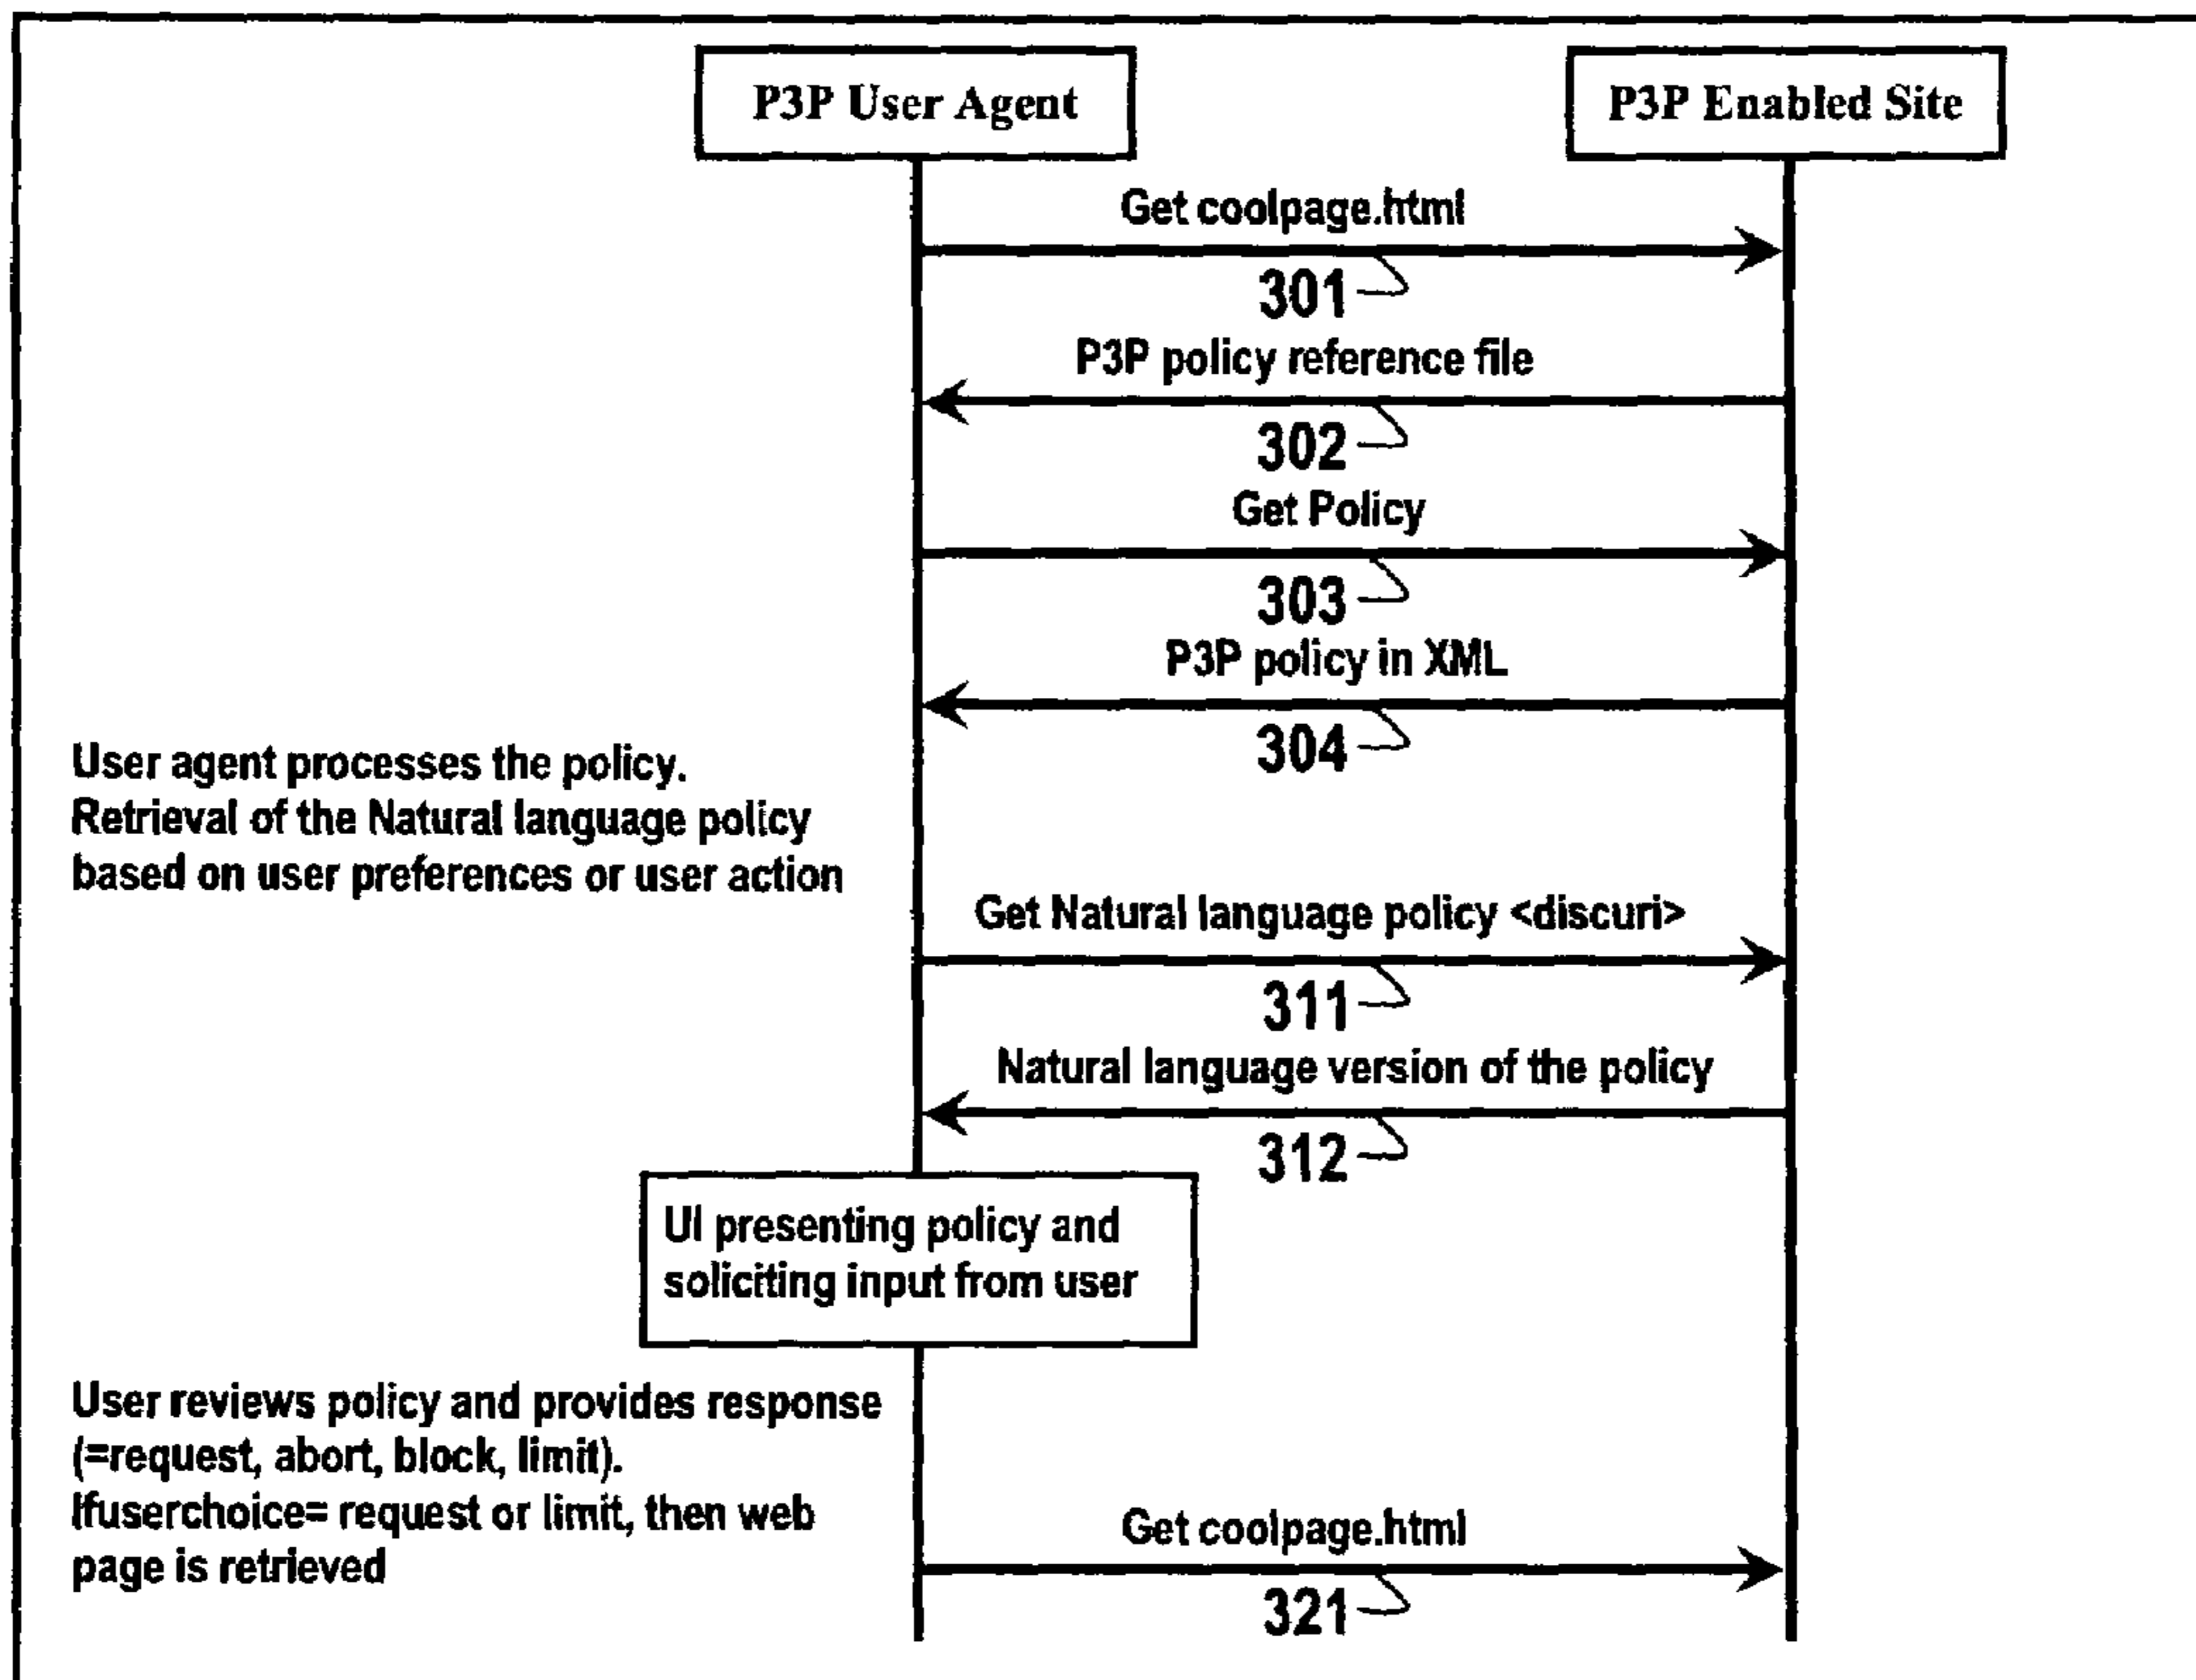 P3P User Agent
P3P Enabled Site
Get coolpage.html
301
P3P policy reference file
302
Get Policy
303
P3P policy in XML
304
User agent processes the policy.
Retrieval of the Natural language policy
based on user preferences or user action
Get Natural language policy <discuri>
311
Natural language version of the policy
312
UI presenting policy and
soliciting input from user
User reviews policy and provides response
(=request, abort, block, limit).
Ifuserchoice= request or limit, then web
page is retrieved
Get coolpage.html
321